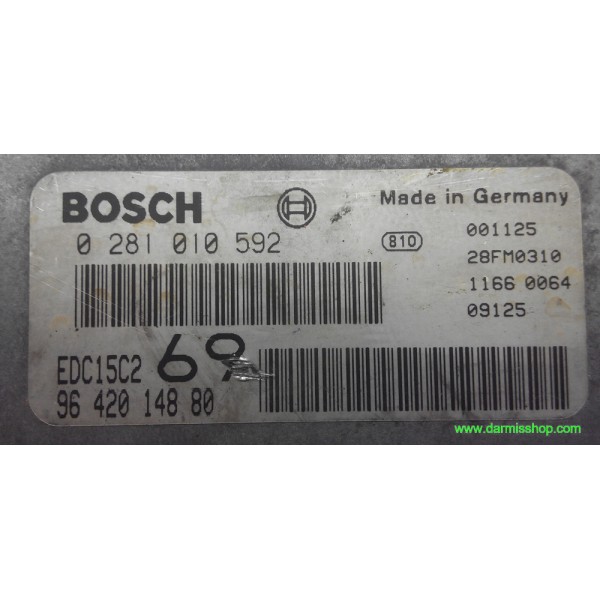 BOSCH
Made in Germany
0 281 010 592
810
001125
28FM0310
1166 0064
09125
EDC15C2
69
96 420 148 80
www.darmisshop.com